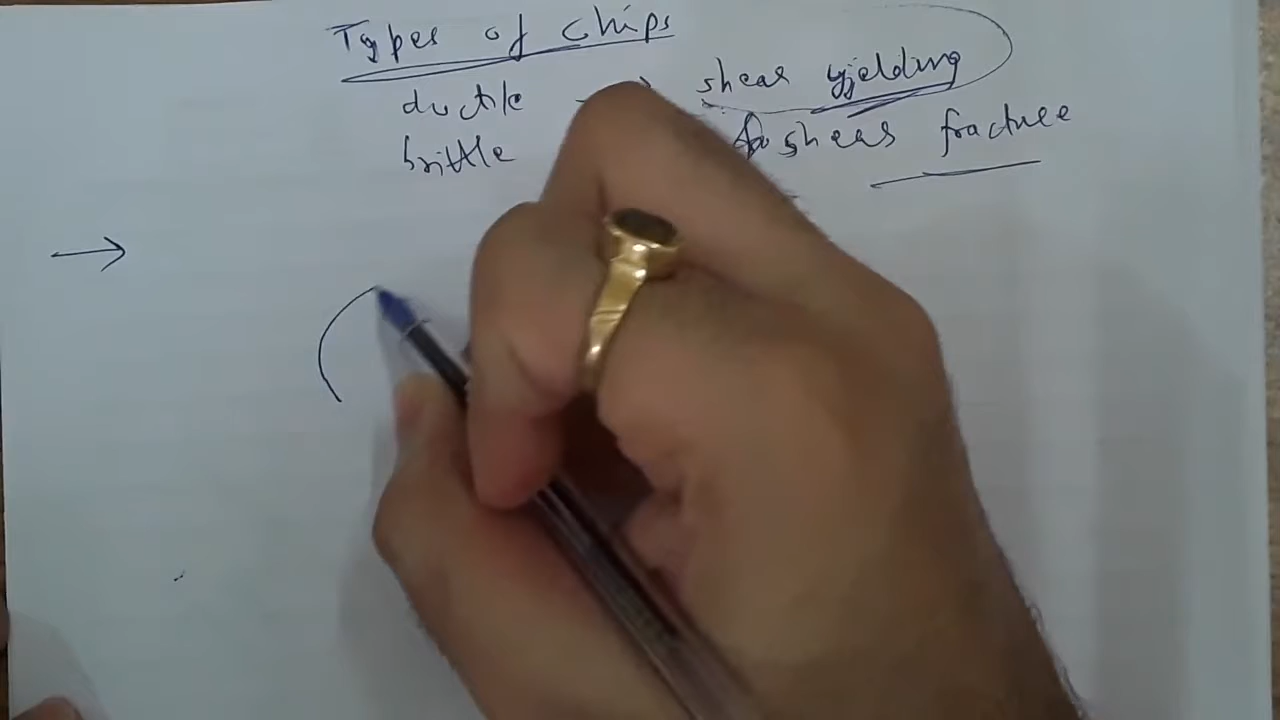 Types of chips
ductile → shear yielding
brittle shear fracture
→